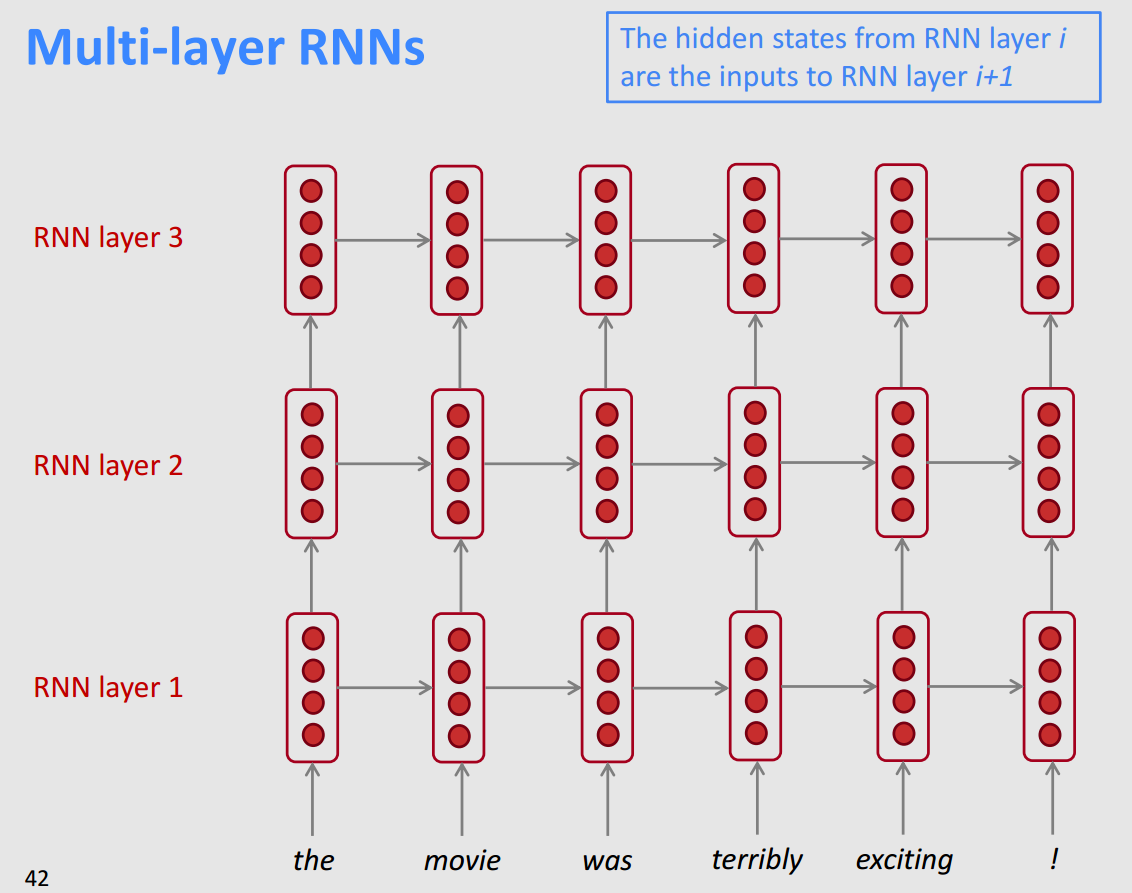 Multi-layer RNNs
The hidden states from RNN layer i
are the inputs to RNN layer i+1
RNN layer 3
RNN layer 2
RNN layer 1
the movie was terribly exciting !
42